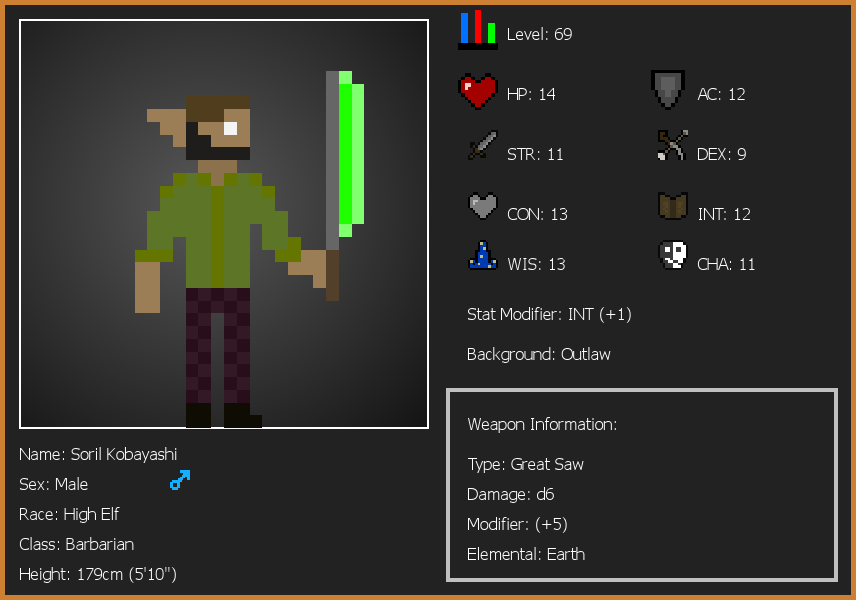 Level: 69
HP: 14
AC: 12
STR: 11
DEX: 9
CON: 13
INT: 12
WIS: 13
CHA: 11
Stat Modifier: INT (+1)
Background: Outlaw
Weapon Information:
Type: Great Saw
Damage: d6
Modifier: (+5)
Elemental: Earth
Name: Soril Kobayashi
Sex: Male
Race: High Elf
Class: Barbarian
Height: 179cm (5'10")